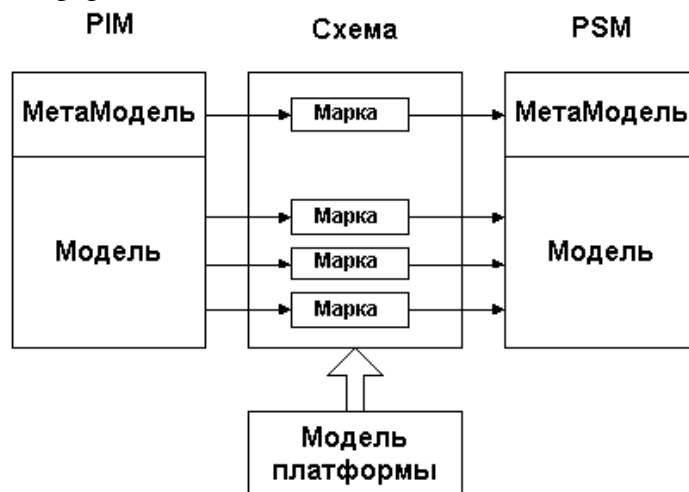 PIM Схема PSM
МетаМодель Марка МетаМодель
Марка
Модель Марка Модель
Марка
Модель
платформы